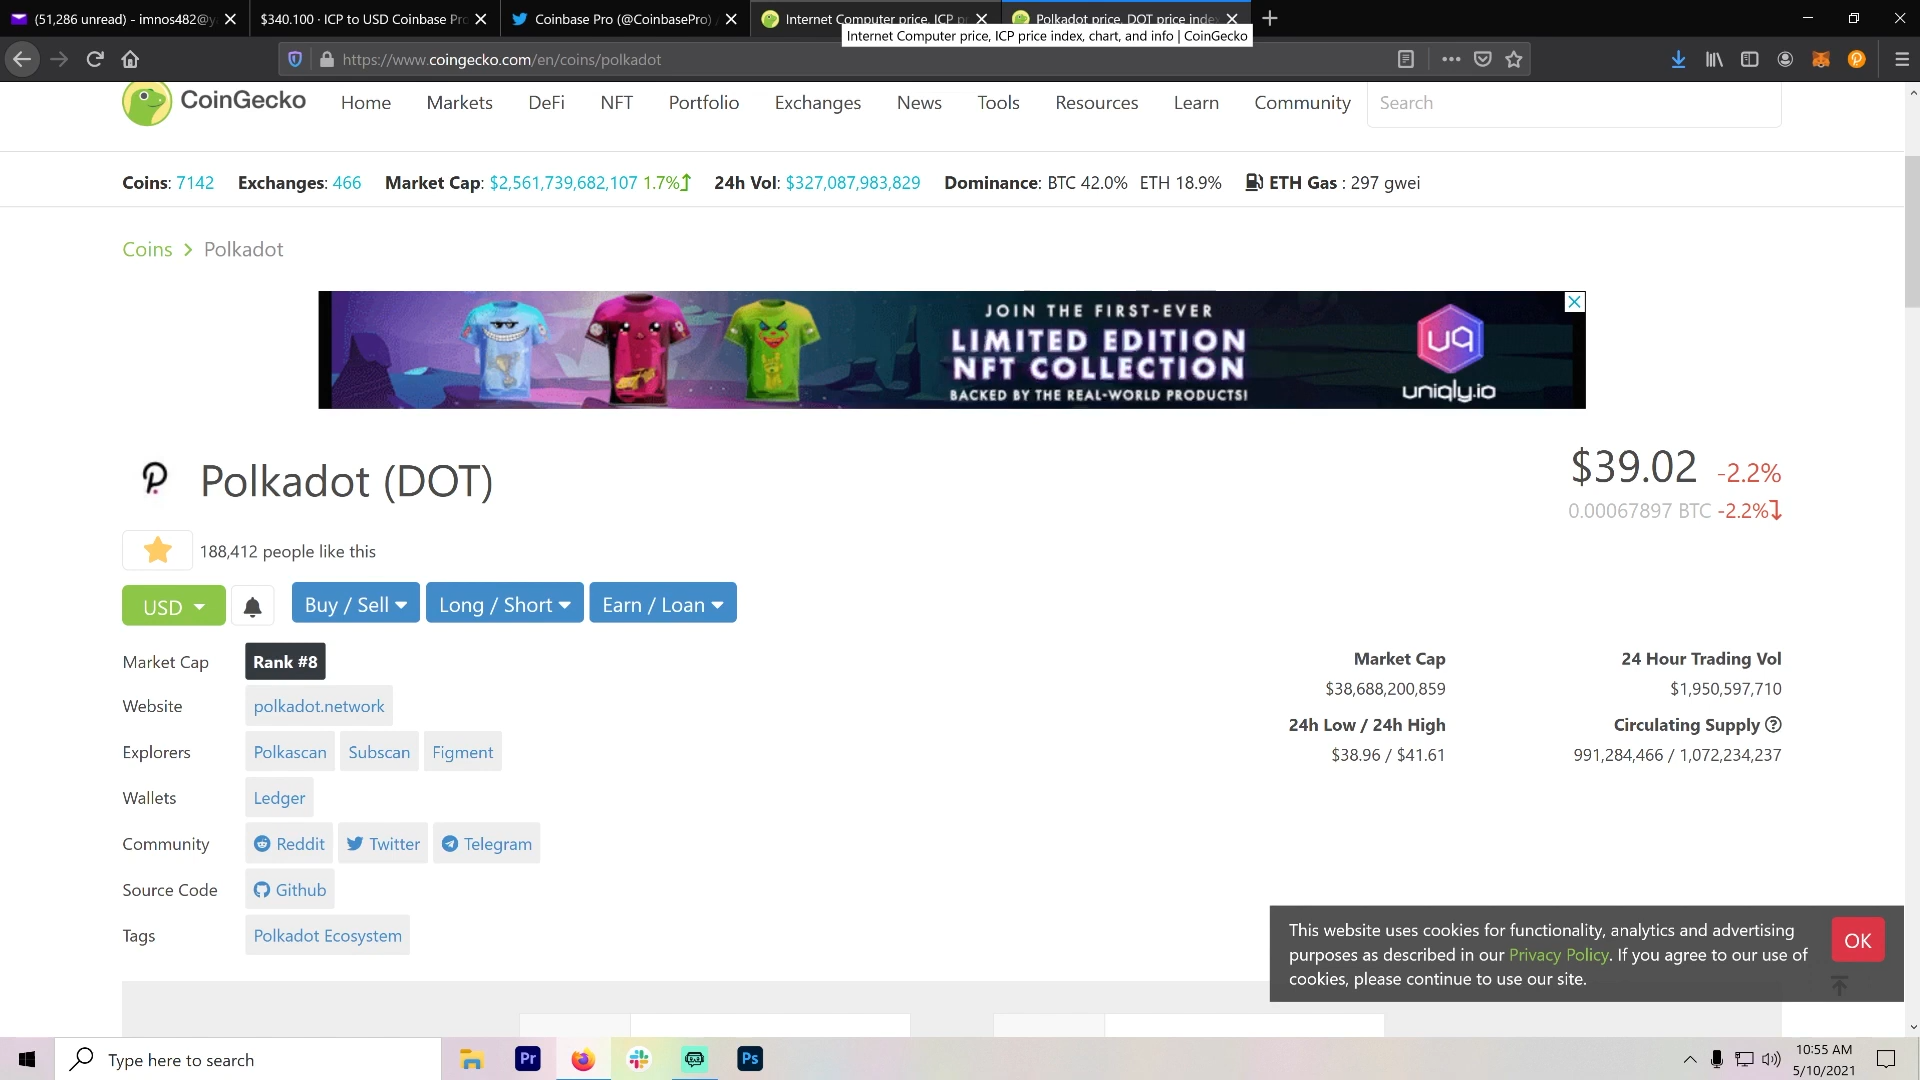 (51,286 unread) - imnos482@y
$340.100 · ICP to USD Coinbase Pro
Coinbase Pro (@CoinbasePro)
Internet Computer price, ICP p
Polkadot price, DOT price inde
Internet Computer price, ICP price index, chart, and info | CoinGecko
https://www.coingecko.com/en/coins/polkadot
CoinGecko Home Markets DeFi NFT Portfolio Exchanges News Tools Resources Learn Community Search
Coins: 7142 Exchanges: 466 Market Cap: $2,561,739,682,107 1.7% 24h Vol: $327,087,983,829 Dominance: BTC 42.0% ETH 18.9% ETH Gas : 297 gwei
Coins > Polkadot
JOIN THE FIRST-EVER
LIMITED EDITION
NFT COLLECTION
BACKED BY THE REAL-WORLD PRODUCTS!
uniqly.io
Polkadot (DOT)
$39.02 -2.2%
0.00067897 BTC -2.2%
188,412 people like this
USD Buy / Sell Long / Short Earn / Loan
Market Cap Rank #8
Website polkadot.network
Explorers Polkascan Subscan Figment
Wallets Ledger
Community Reddit Twitter Telegram
Source Code Github
Tags Polkadot Ecosystem
Market Cap 24 Hour Trading Vol
$38,688,200,859 $1,950,597,710
24h Low / 24h High Circulating Supply
$38.96 / $41.61 991,284,466 / 1,072,234,237
This website uses cookies for functionality, analytics and advertising
purposes as described in our Privacy Policy. If you agree to our use of
cookies, please continue to use our site.
OK
Type here to search
Pr
Ps
10:55 AM
5/10/2021